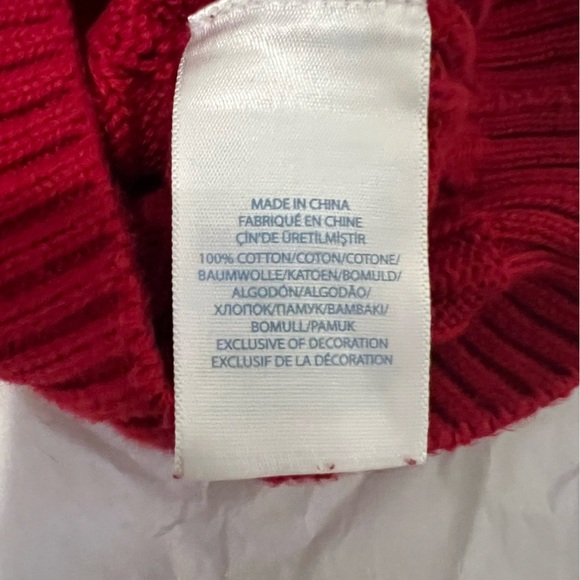 MADE IN CHINA
FABRIQUÉ EN CHINE
ÇİN'DE ÜRETİLMİŞTİR
100% COTTON/COTON/COTONE/
BAUMWOLLE/KATOEN/BOMULD/
ALGODÓN/ALGODÃO/
ХЛОПОК/ПАМУК/BAMBAKI/
BOMULL/PAMUK
EXCLUSIVE OF DECORATION
EXCLUSIF DE LA DÉCORATION